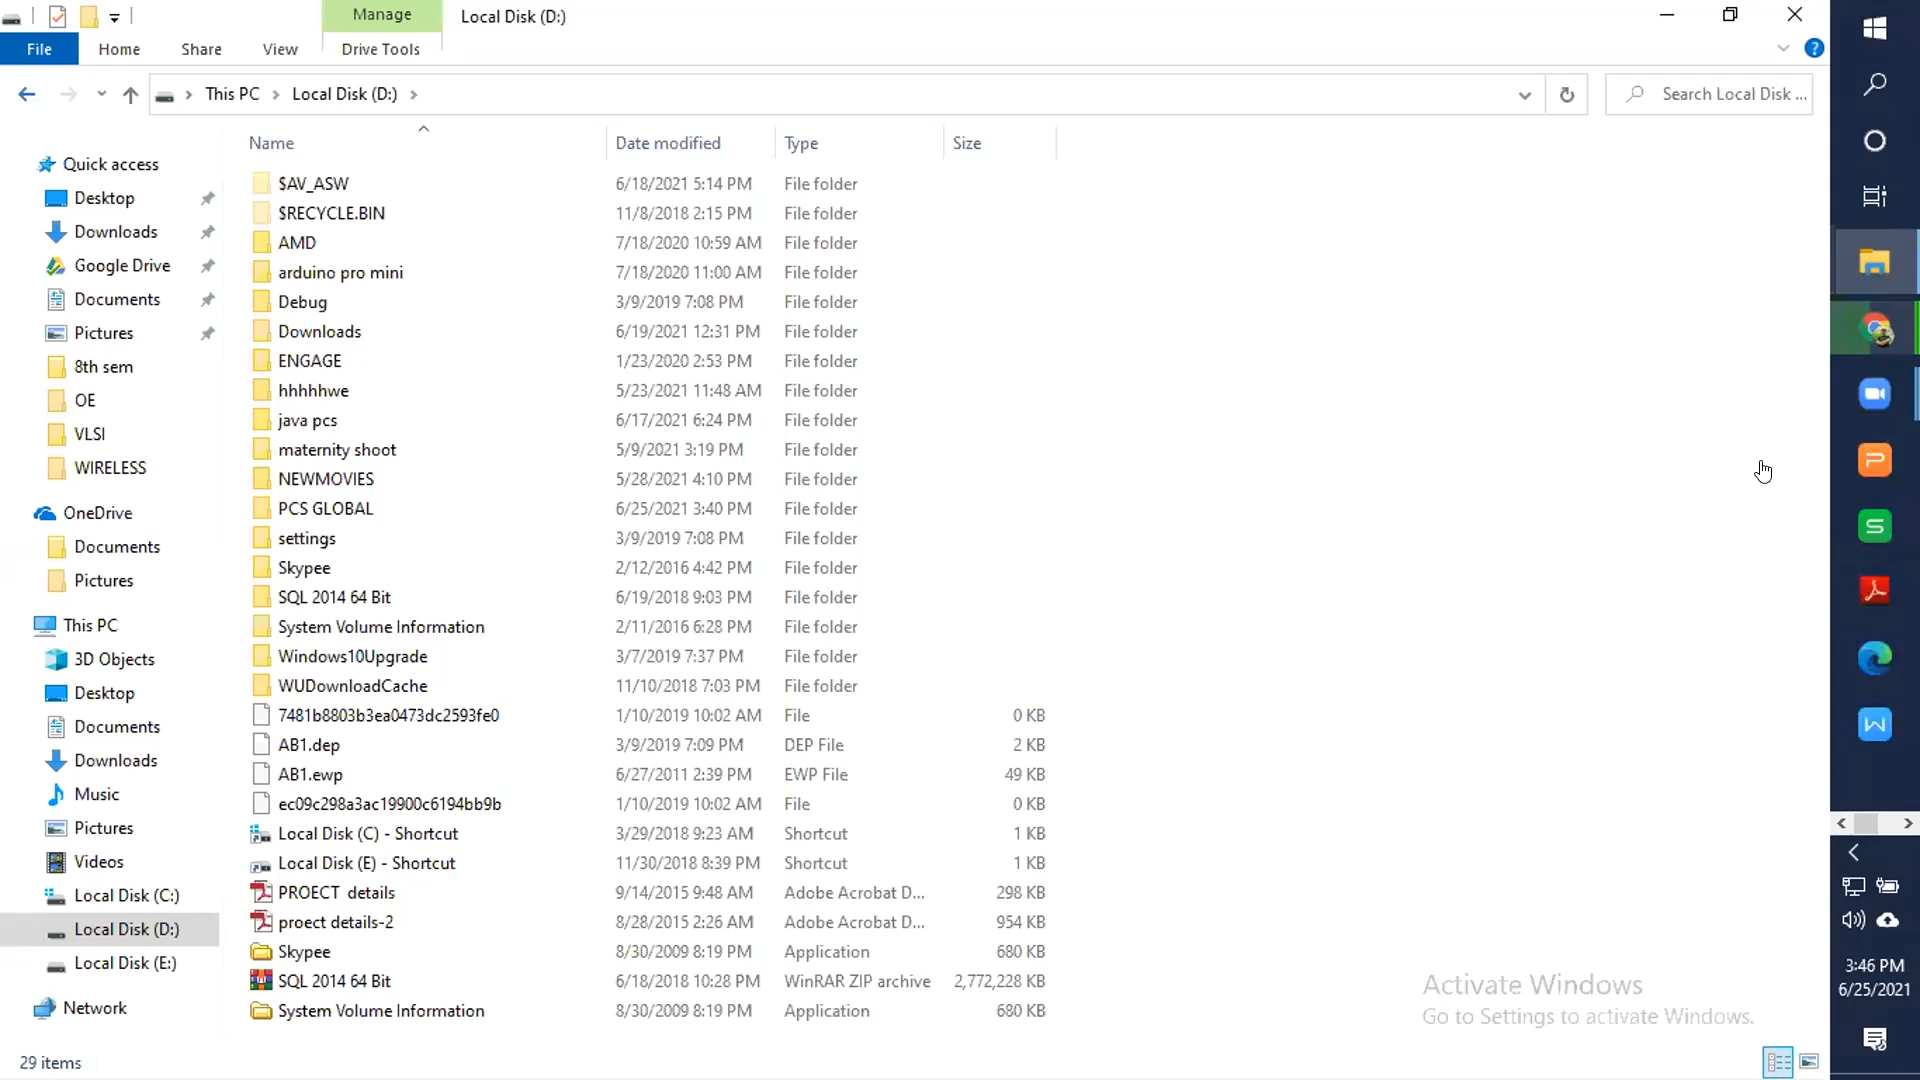 Manage
Local Disk (D:)
File
Home
Share
View
Drive Tools
?
This PC
Local Disk (D:)
Search Local Disk ...
Name
Date modified
Type
Size
Quick access
Desktop
Downloads
Google Drive
Documents
Pictures
8th sem
OE
VLSI
WIRELESS
OneDrive
Documents
Pictures
This PC
3D Objects
Desktop
Documents
Downloads
Music
Pictures
Videos
Local Disk (C:)
Local Disk (D:)
Local Disk (E:)
Network
$AV_ASW 6/18/2021 5:14 PM File folder
$RECYCLE.BIN 11/8/2018 2:15 PM File folder
AMD 7/18/2020 10:59 AM File folder
arduino pro mini 7/18/2020 11:00 AM File folder
Debug 3/9/2019 7:08 PM File folder
Downloads 6/19/2021 12:31 PM File folder
ENGAGE 1/23/2020 2:53 PM File folder
hhhhhwe 5/23/2021 11:48 AM File folder
java pcs 6/17/2021 6:24 PM File folder
maternity shoot 5/9/2021 3:19 PM File folder
NEWMOVIES 5/28/2021 4:10 PM File folder
PCS GLOBAL 6/25/2021 3:40 PM File folder
settings 3/9/2019 7:08 PM File folder
Skypee 2/12/2016 4:42 PM File folder
SQL 2014 64 Bit 6/19/2018 9:03 PM File folder
System Volume Information 2/11/2016 6:28 PM File folder
Windows10Upgrade 3/7/2019 7:37 PM File folder
WUDownloadCache 11/10/2018 7:03 PM File folder
7481b8803b3ea0473dc2593fe0 1/10/2019 10:02 AM File 0 KB
AB1.dep 3/9/2019 7:09 PM DEP File 2 KB
AB1.ewp 6/27/2011 2:39 PM EWP File 49 KB
ec09c298a3ac19900c6194bb9b 1/10/2019 10:02 AM File 0 KB
Local Disk (C) - Shortcut 3/29/2018 9:23 AM Shortcut 1 KB
Local Disk (E) - Shortcut 11/30/2018 8:39 PM Shortcut 1 KB
PROECT details 9/14/2015 9:48 AM Adobe Acrobat D... 298 KB
proect details-2 8/28/2015 2:26 AM Adobe Acrobat D... 954 KB
Skypee 8/30/2009 8:19 PM Application 680 KB
SQL 2014 64 Bit 6/18/2018 10:28 PM WinRAR ZIP archive 2,772,228 KB
System Volume Information 8/30/2009 8:19 PM Application 680 KB
Activate Windows
Go to Settings to activate Windows.
29 items
3:46 PM
6/25/2021